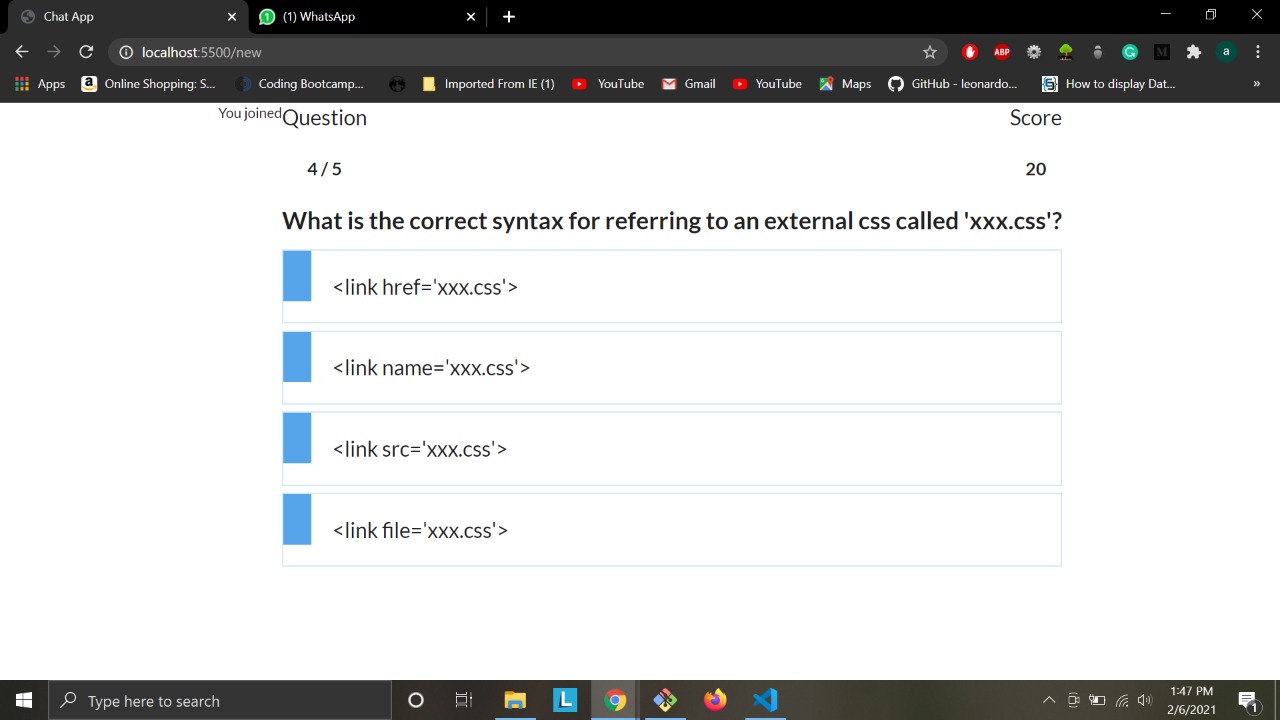 Chat App
(1) WhatsApp
localhost:5500/new
ABP
a
Apps
Online Shopping: S...
Coding Bootcamp...
Imported From IE (1)
YouTube
Gmail
YouTube
Maps
GitHub - leonardo...
How to display Dat...
»
You joined
Question
Score
4 / 5
20
What is the correct syntax for referring to an external css called 'xxx.css'?
<link href='xxx.css'>
<link name='xxx.css'>
<link src='xxx.css'>
<link file='xxx.css'>
Type here to search
L
1:47 PM
2/6/2021
1